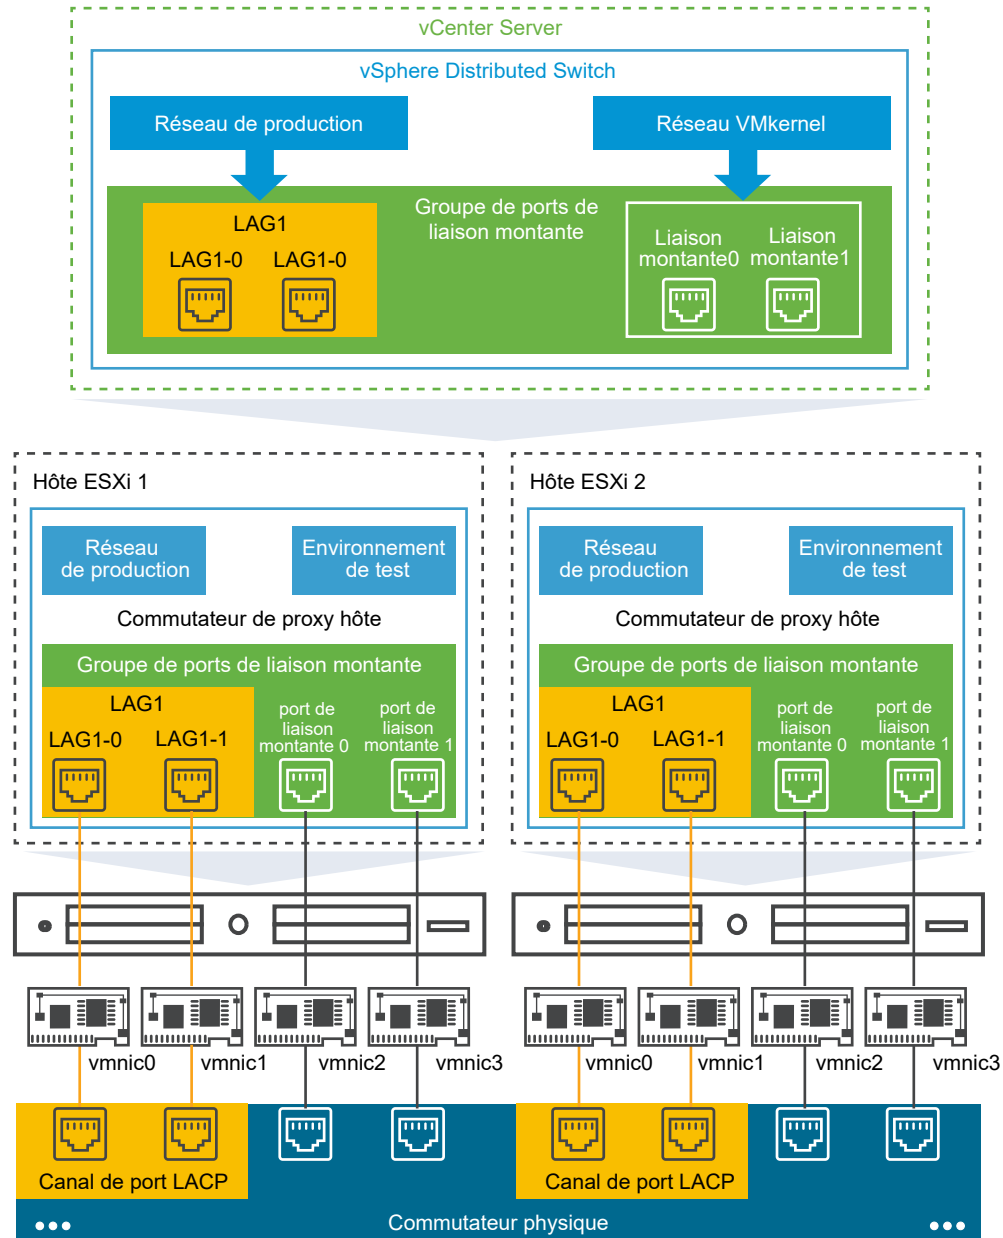 vCenter Server
vSphere Distributed Switch
Réseau de production
Réseau VMkernel
Groupe de ports de
liaison montante
LAG1
LAG1-0
LAG1-0
Liaison
montante0
Liaison
montante1
Hôte ESXi 1
Réseau
de production
Environnement
de test
Commutateur de proxy hôte
Groupe de ports de liaison montante
LAG1
LAG1-0
LAG1-1
port de
liaison
montante 0
port de
liaison
montante 1
Hôte ESXi 2
Réseau
de production
Environnement
de test
Commutateur de proxy hôte
Groupe de ports de liaison montante
LAG1
LAG1-0
LAG1-1
port de
liaison
montante 0
port de
liaison
montante 1
vmnic0
vmnic1
vmnic2
vmnic3
vmnic0
vmnic1
vmnic2
vmnic3
Canal de port LACP
Canal de port LACP
Commutateur physique